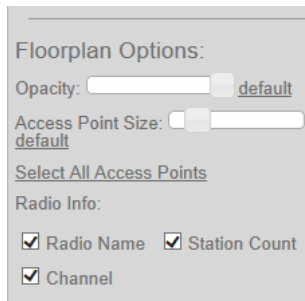 Floorplan Options:
Opacity: default
Access Point Size:
default
Select All Access Points
Radio Info:
Radio Name Station Count
Channel